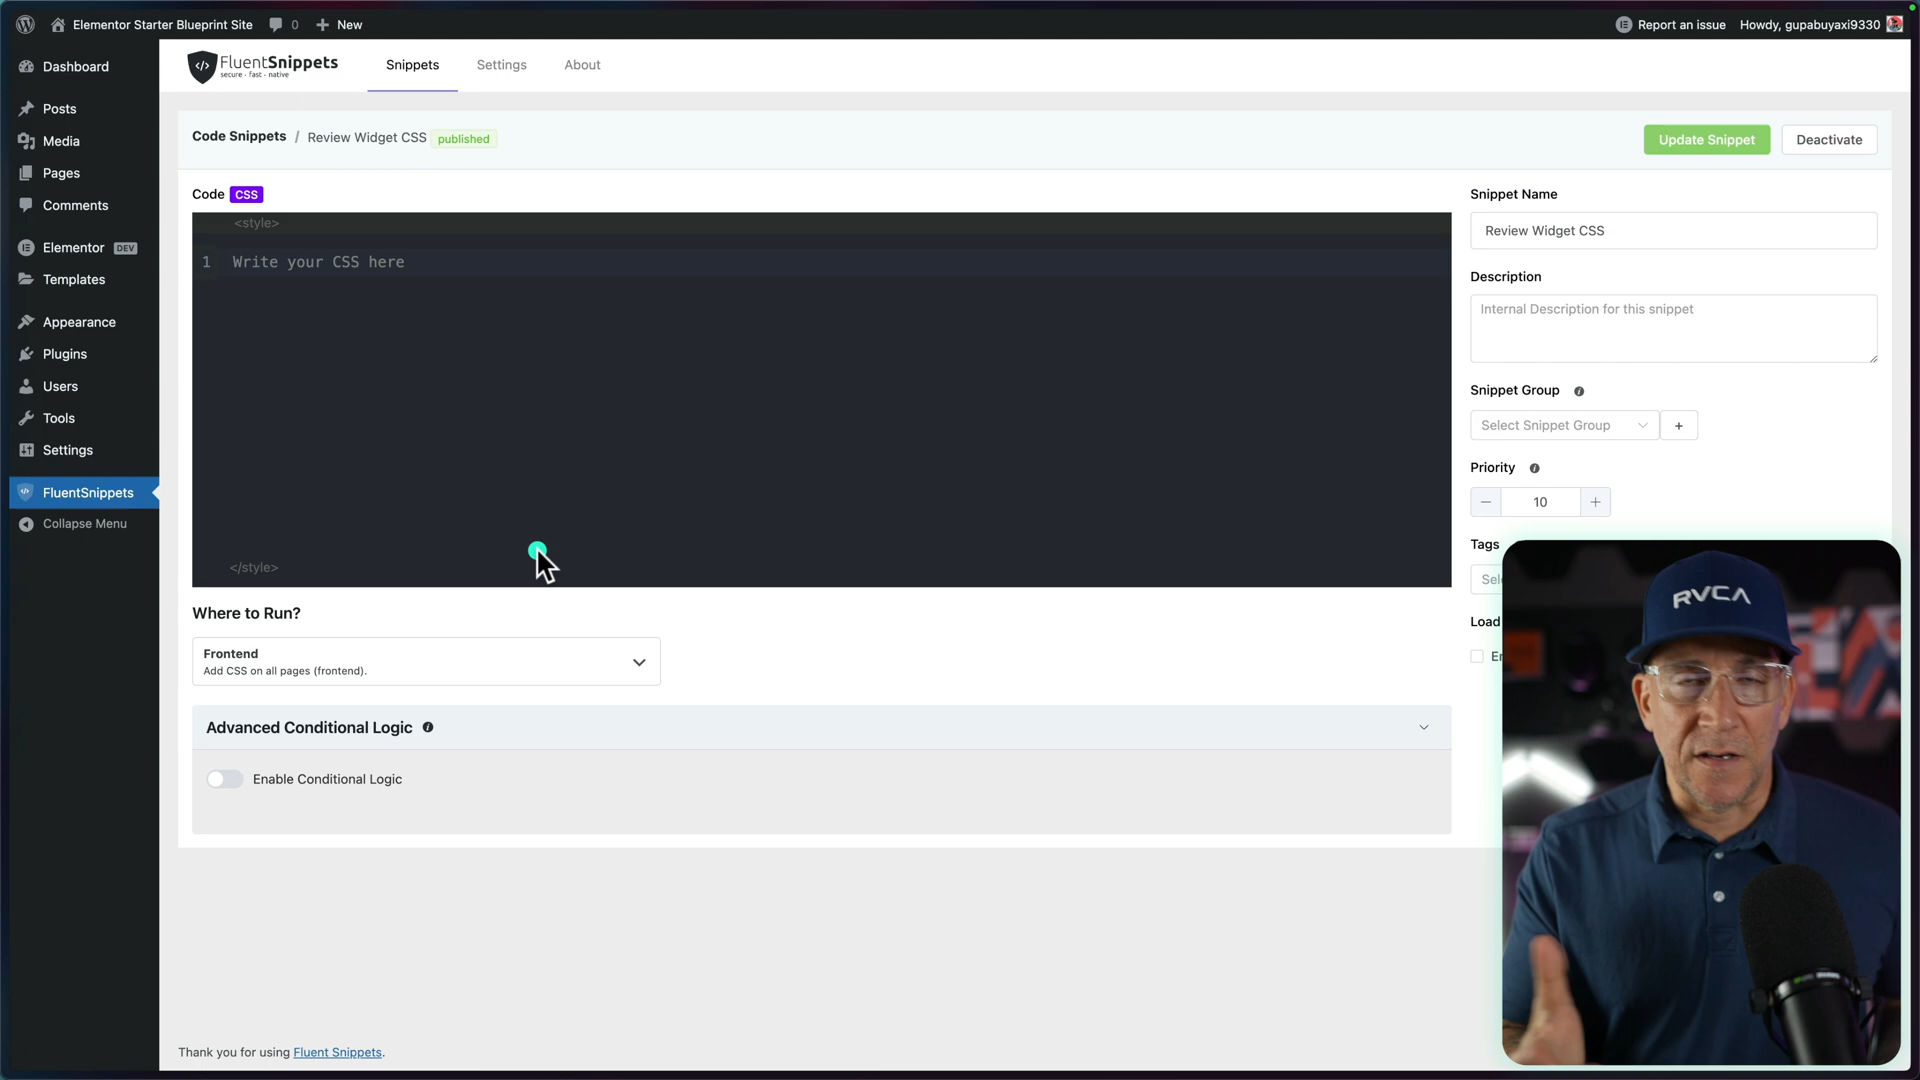 Elementor Starter Blueprint Site
0
New
Report an issue
Howdy, gupabuyaxi9330
Dashboard
Posts
Media
Pages
Comments
Elementor DEV
Templates
Appearance
Plugins
Users
Tools
Settings
FluentSnippets
Collapse Menu
FluentSnippets
secure - fast - native
Snippets
Settings
About
Code Snippets / Review Widget CSS published
Update Snippet
Deactivate
Code CSS
<style>
1 Write your CSS here
</style>
Where to Run?
Frontend
Add CSS on all pages (frontend).
Advanced Conditional Logic
Enable Conditional Logic
Snippet Name
Review Widget CSS
Description
Internal Description for this snippet
Snippet Group
Select Snippet Group
+
Priority
− 10 +
Tags
Load
RVCA
Thank you for using Fluent Snippets.